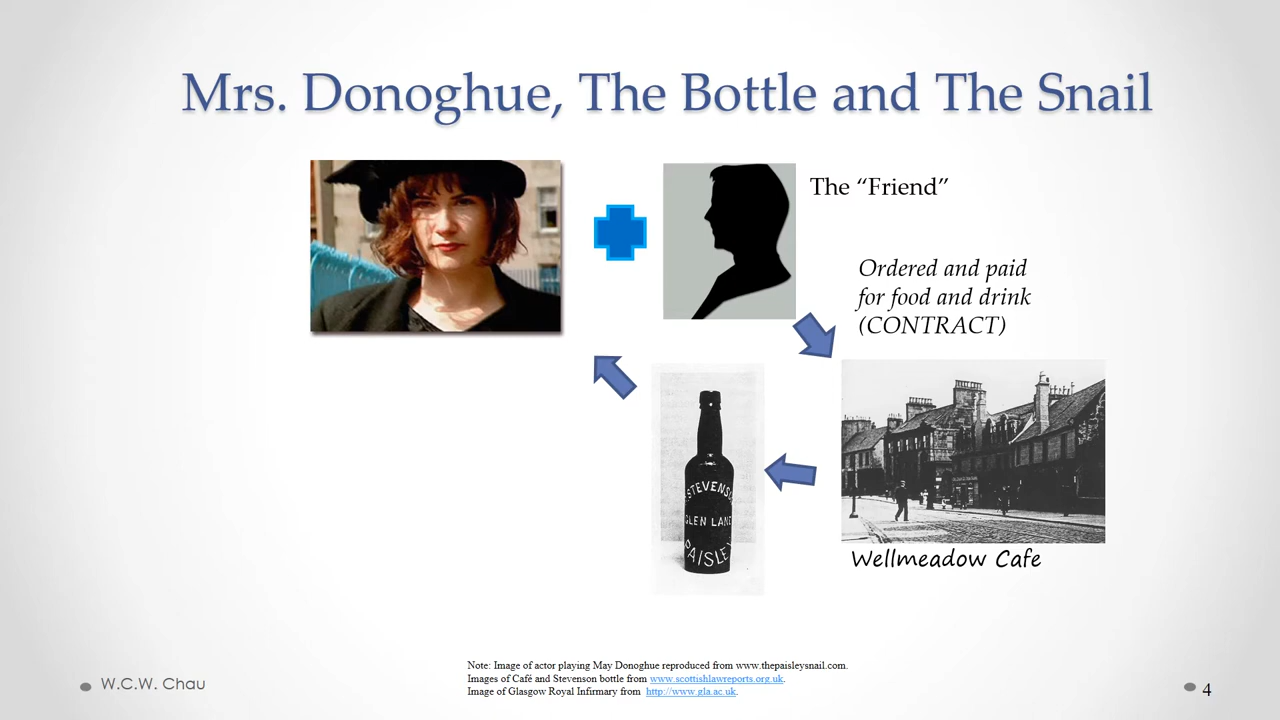 Mrs. Donoghue, The Bottle and The Snail
The “Friend”
Ordered and paid
for food and drink
(CONTRACT)
STEVENS
GLEN LANE
PAISLEY
Wellmeadow Cafe
Note: Image of actor playing May Donoghue reproduced from www.thepaisleysnail.com.
Images of Café and Stevenson bottle from www.scottishlawreports.org.uk.
Image of Glasgow Royal Infirmary from http://www.gla.ac.uk.
W.C.W. Chau
4